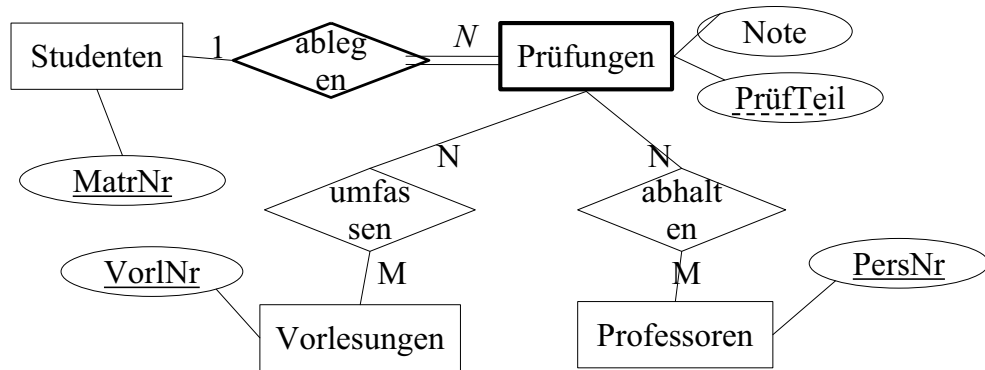 Studenten
1
ableg
en
N
Prüfungen
Note
PrüfTeil
MatrNr
N
umfas
sen
M
N
abhalt
en
M
VorlNr
PersNr
Vorlesungen
Professoren